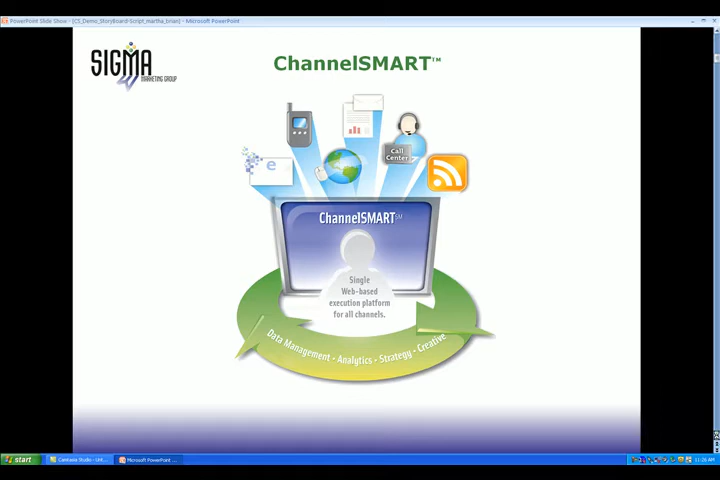 PowerPoint Slide Show - [CS_Demo_StoryBoard-Script_martha_brian] - Microsoft PowerPoint
SIGMA
MARKETING GROUP
ChannelSMART™
e
Call
Center
ChannelSMART℠
Single
Web-based
execution platform
for all channels.
Data Management • Analytics • Strategy • Creative
start
Camtasia Studio - Unt...
Microsoft PowerPoint ...
11:26 AM